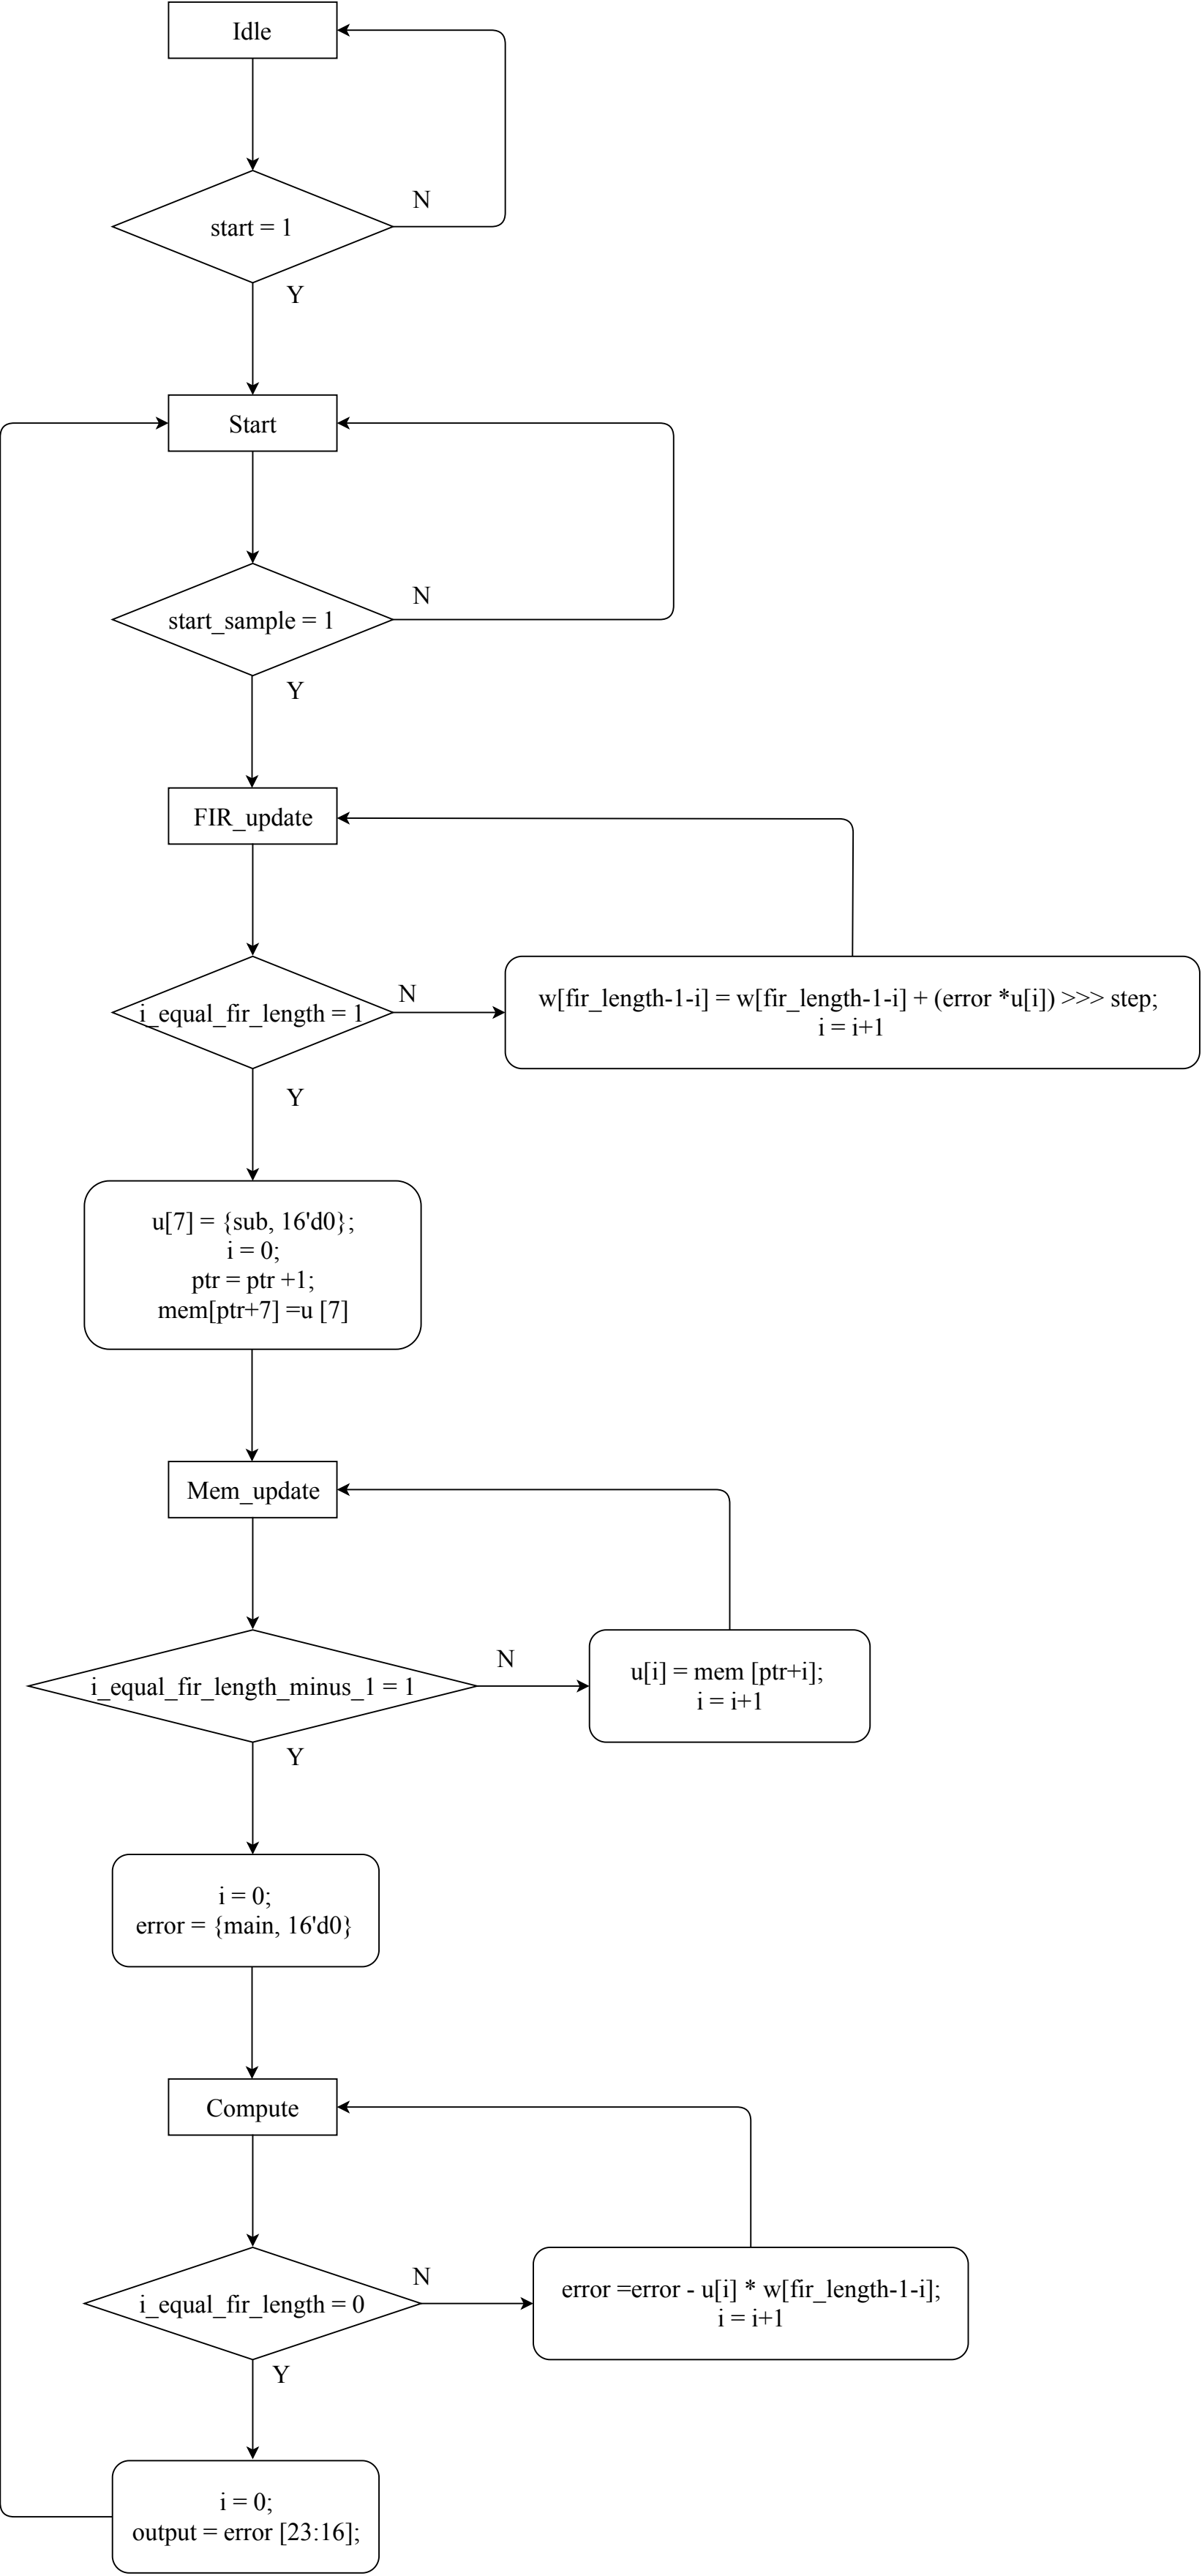 Idle
start = 1
N
Y
Start
start_sample = 1
N
Y
FIR_update
i_equal_fir_length = 1
N
w[fir_length-1-i] = w[fir_length-1-i] + (error *u[i]) >>> step;
i = i+1
Y
u[7] = {sub, 16'd0};
i = 0;
ptr = ptr +1;
mem[ptr+7] =u [7]
Mem_update
i_equal_fir_length_minus_1 = 1
N
u[i] = mem [ptr+i];
i = i+1
Y
i = 0;
error = {main, 16'd0}
Compute
i_equal_fir_length = 0
N
error =error - u[i] * w[fir_length-1-i];
i = i+1
Y
i = 0;
output = error [23:16];